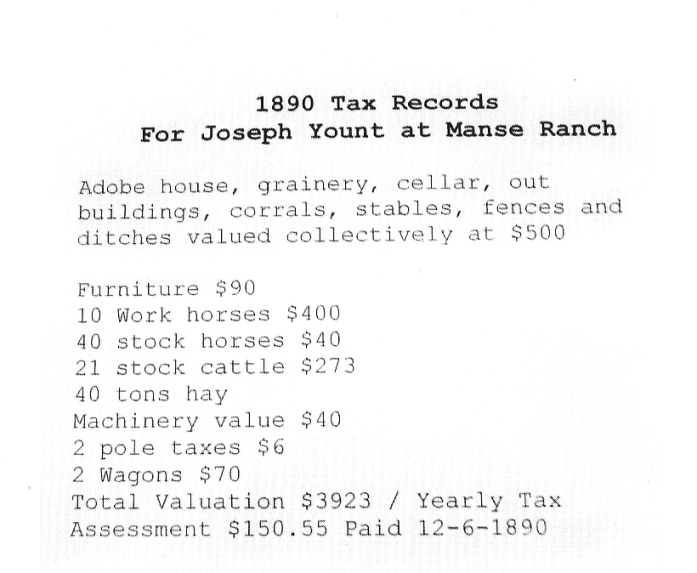 1890 Tax Records
For Joseph Yount at Manse Ranch
Adobe house, grainery, cellar, out
buildings, corrals, stables, fences and
ditches valued collectively at $500
Furniture $90
10 Work horses $400
40 stock horses $40
21 stock cattle $273
40 tons hay
Machinery value $40
2 pole taxes $6
2 Wagons $70
Total Valuation $3923 / Yearly Tax
Assessment $150.55 Paid 12-6-1890